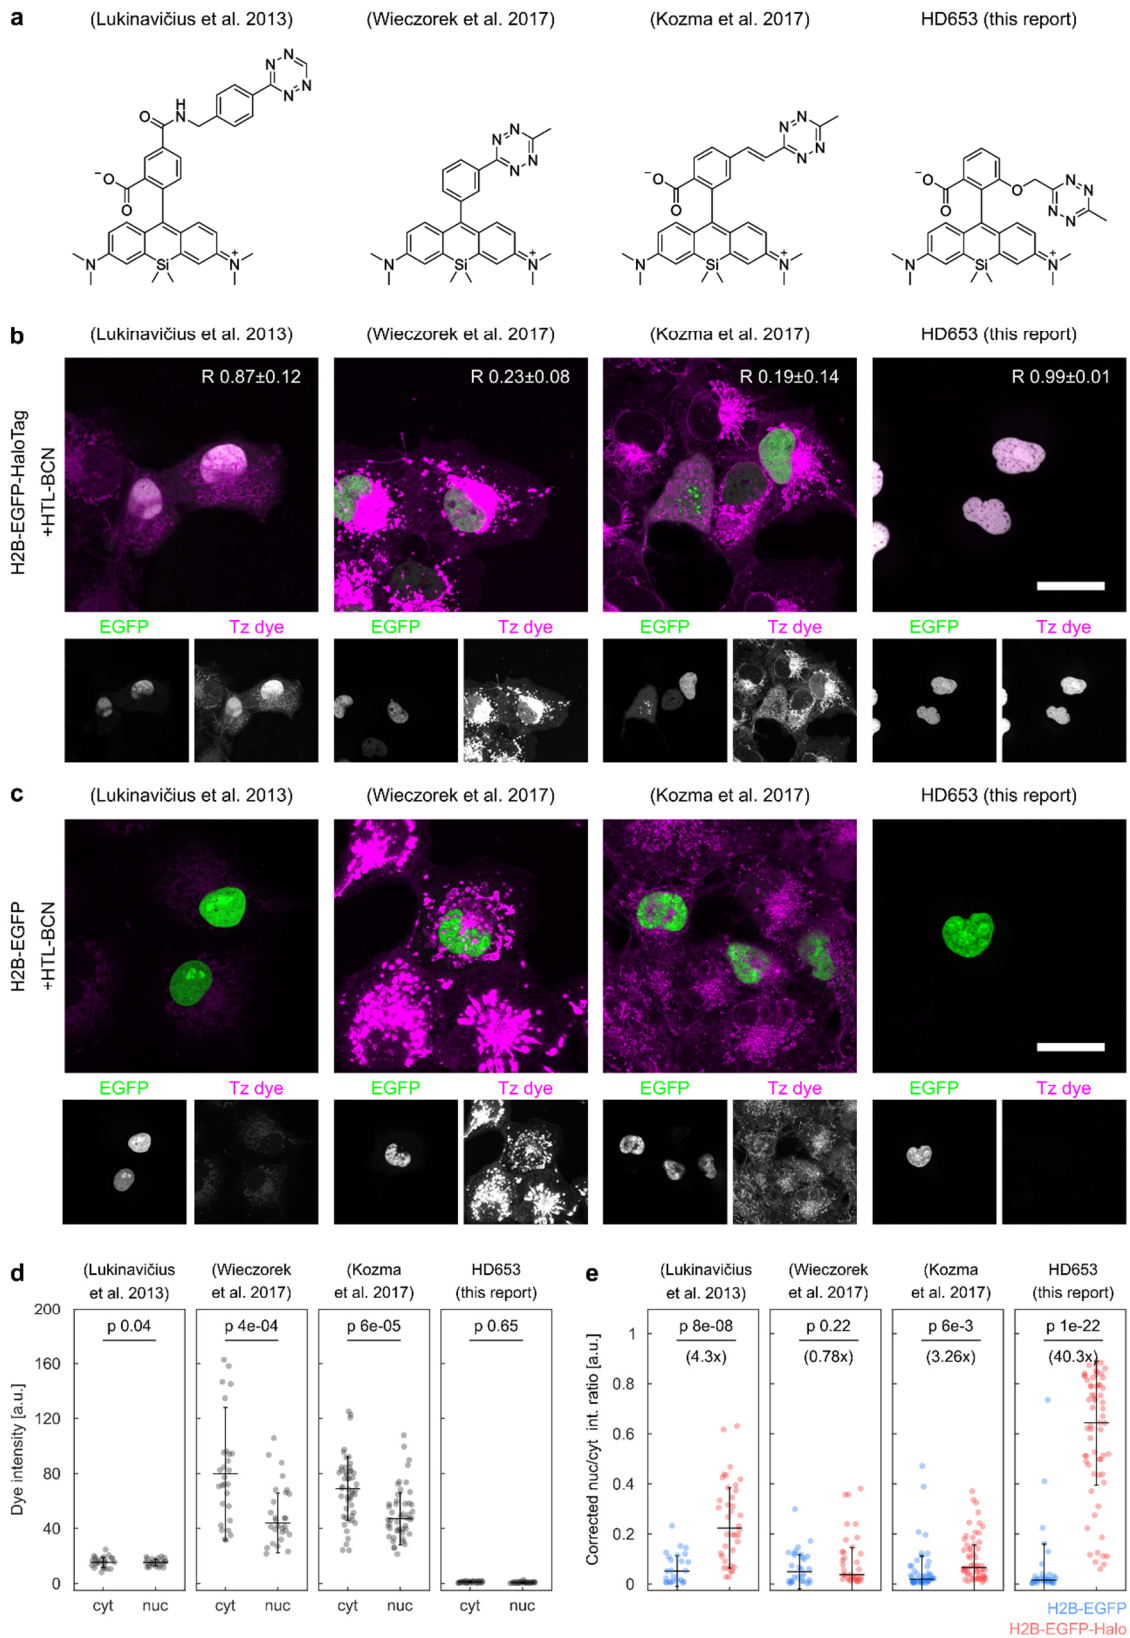 a
(Lukinavičius et al. 2013)
(Wieczorek et al. 2017)
(Kozma et al. 2017)
HD653 (this report)
N N N N
O H N
−O O
N Si N +
N N N N
N Si N +
N N N N
−O O
N Si N +
−O O O
N N N N
N Si N +
b
(Lukinavičius et al. 2013)
(Wieczorek et al. 2017)
(Kozma et al. 2017)
HD653 (this report)
H2B-EGFP-HaloTag
+HTL-BCN
R 0.87±0.12
R 0.23±0.08
R 0.19±0.14
R 0.99±0.01
EGFP
Tz dye
EGFP
Tz dye
EGFP
Tz dye
EGFP
Tz dye
c
(Lukinavičius et al. 2013)
(Wieczorek et al. 2017)
(Kozma et al. 2017)
HD653 (this report)
H2B-EGFP
+HTL-BCN
EGFP
Tz dye
EGFP
Tz dye
EGFP
Tz dye
EGFP
Tz dye
d
(Lukinavičius
et al. 2013)
(Wieczorek
et al. 2017)
(Kozma
et al. 2017)
HD653
(this report)
Dye intensity [a.u.]
200
160
120
80
40
0
p 0.04
p 4e-04
p 6e-05
p 0.65
cyt
nuc
cyt
nuc
cyt
nuc
cyt
nuc
e
(Lukinavičius
et al. 2013)
(Wieczorek
et al. 2017)
(Kozma
et al. 2017)
HD653
(this report)
Corrected nuc/cyt int. ratio [a.u.]
1
0.8
0.6
0.4
0.2
0
p 8e-08
(4.3x)
p 0.22
(0.78x)
p 6e-3
(3.26x)
p 1e-22
(40.3x)
H2B-EGFP
H2B-EGFP-Halo